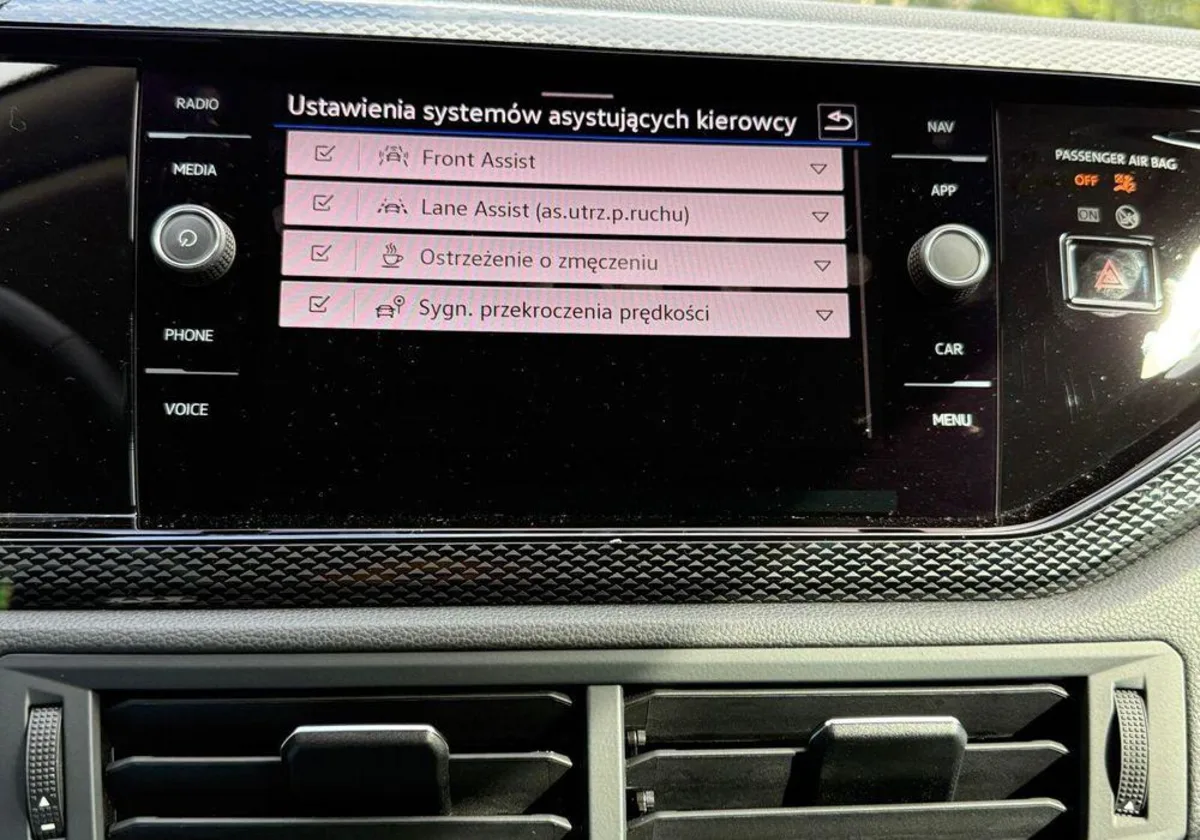 RADIO
MEDIA
PHONE
VOICE
Ustawienia systemów asystujących kierowcy
Front Assist
Lane Assist (as.utrz.p.ruchu)
Ostrzeżenie o zmęczeniu
Sygn. przekroczenia prędkości
NAV
APP
CAR
MENU
PASSENGER AIR BAG
OFF
ON